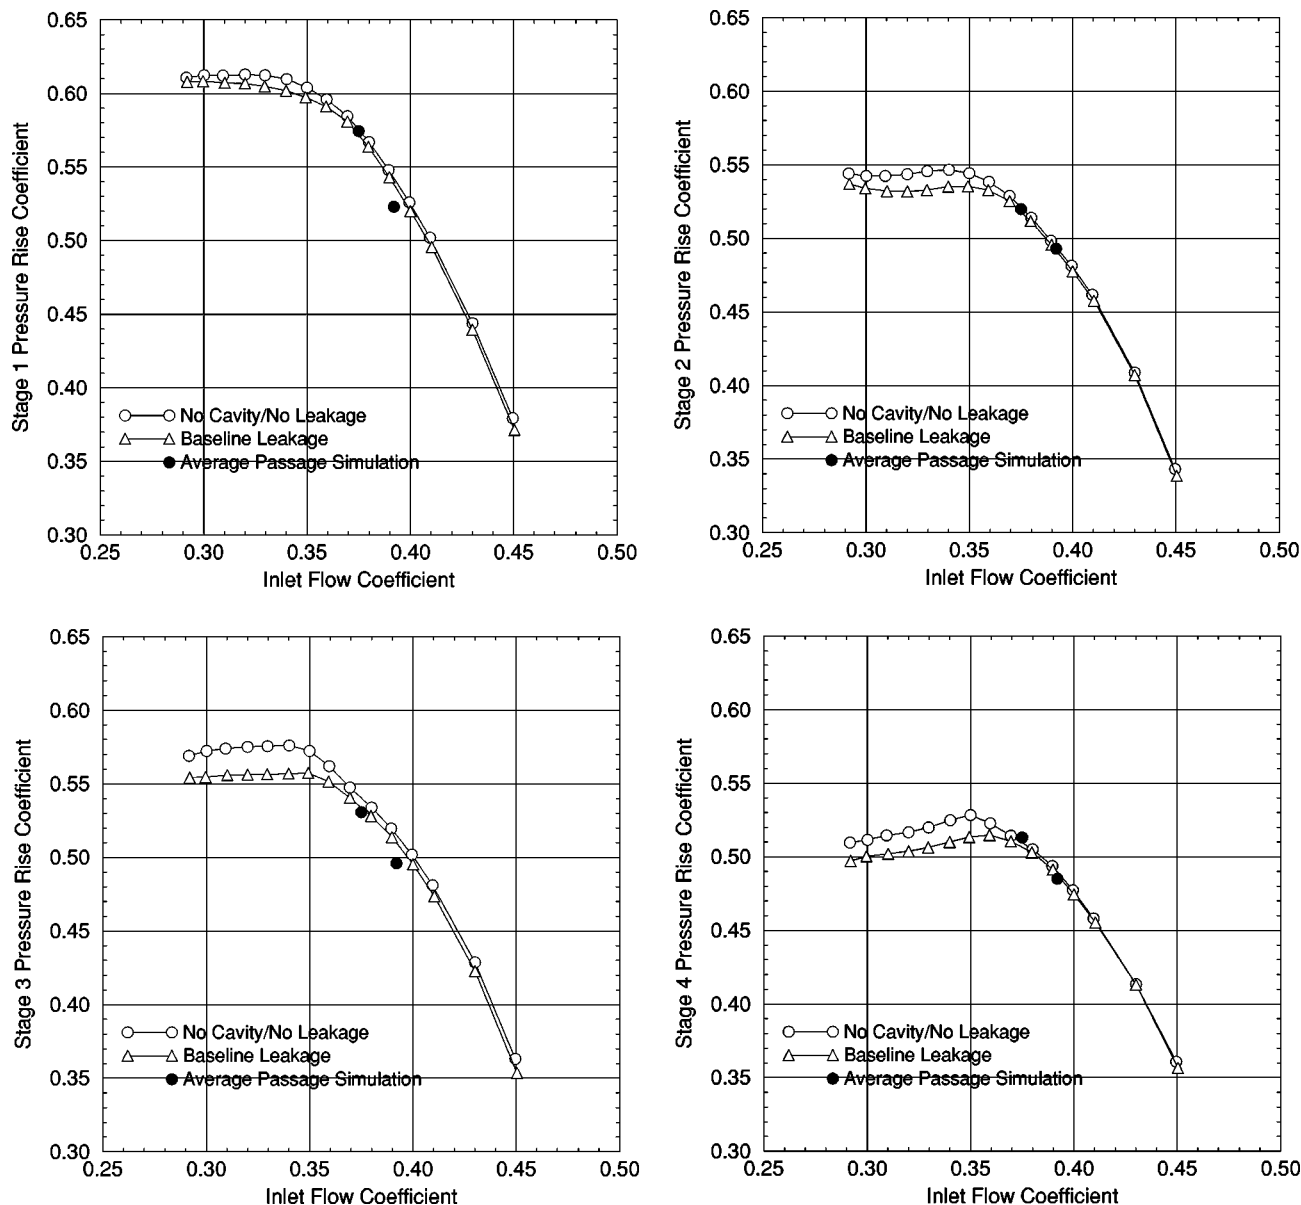 Stage 1 Pressure Rise Coefficient
0.65
0.60
0.55
0.50
0.45
0.40
0.35
0.30
No Cavity/No Leakage
Baseline Leakage
Average Passage Simulation
0.25 0.30 0.35 0.40 0.45 0.50
Inlet Flow Coefficient
Stage 2 Pressure Rise Coefficient
0.65
0.60
0.55
0.50
0.45
0.40
0.35
0.30
No Cavity/No Leakage
Baseline Leakage
Average Passage Simulation
0.25 0.30 0.35 0.40 0.45 0.50
Inlet Flow Coefficient
Stage 3 Pressure Rise Coefficient
0.65
0.60
0.55
0.50
0.45
0.40
0.35
0.30
No Cavity/No Leakage
Baseline Leakage
Average Passage Simulation
0.25 0.30 0.35 0.40 0.45 0.50
Inlet Flow Coefficient
Stage 4 Pressure Rise Coefficient
0.65
0.60
0.55
0.50
0.45
0.40
0.35
0.30
No Cavity/No Leakage
Baseline Leakage
Average Passage Simulation
0.25 0.30 0.35 0.40 0.45 0.50
Inlet Flow Coefficient